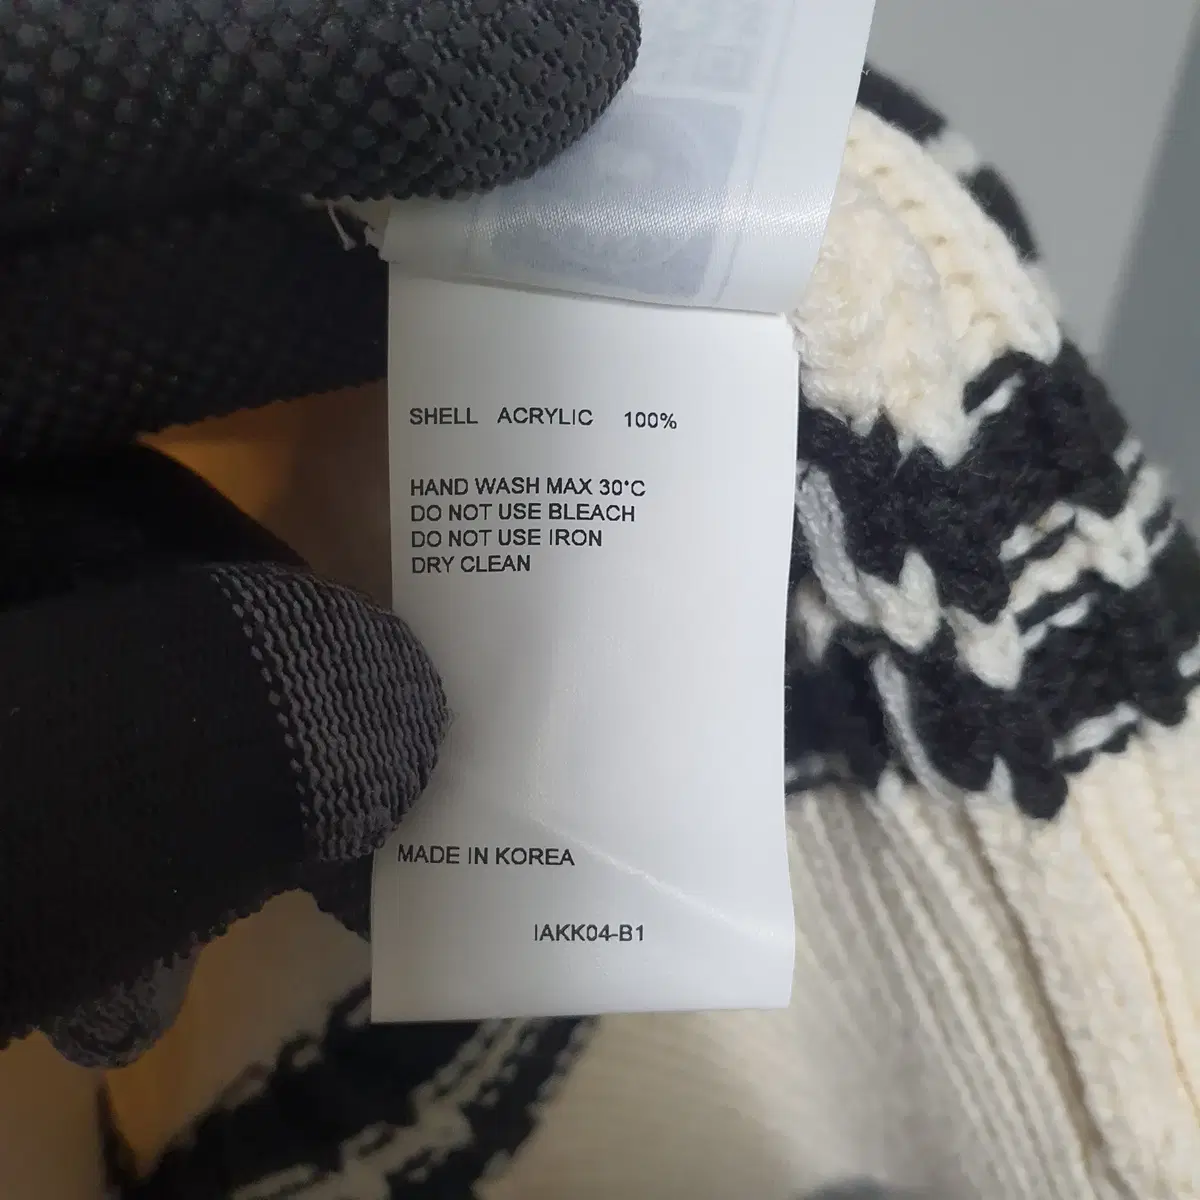 SHELL ACRYLIC 100%
HAND WASH MAX 30°C
DO NOT USE BLEACH
DO NOT USE IRON
DRY CLEAN
MADE IN KOREA
IAKK04-B1